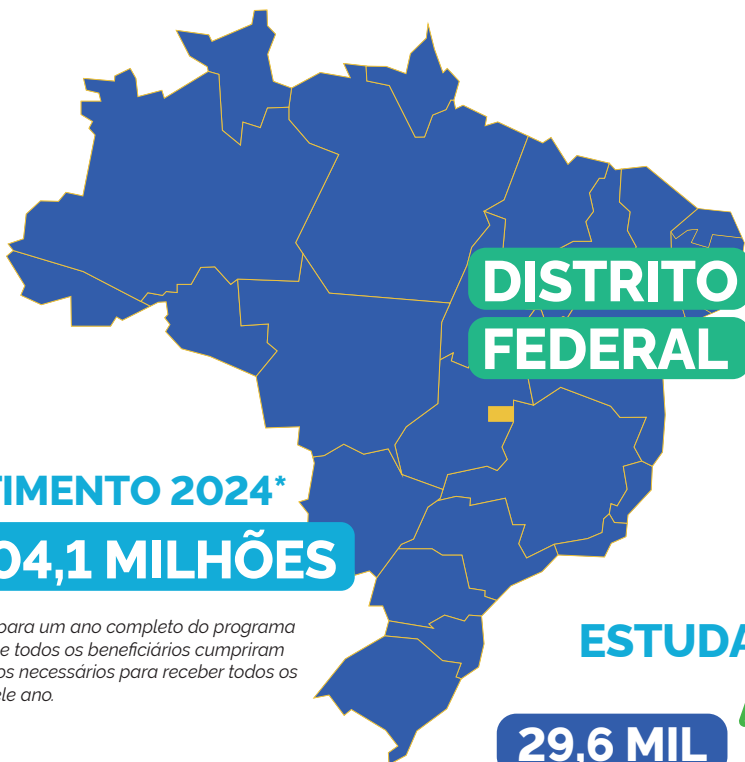 DISTRITO
FEDERAL
TIMENTO 2024*
04,1 MILHÕES
para um ano completo do programa
e todos os beneficiários cumpriram
os necessários para receber todos os
ele ano.
ESTUDA
29,6 MIL